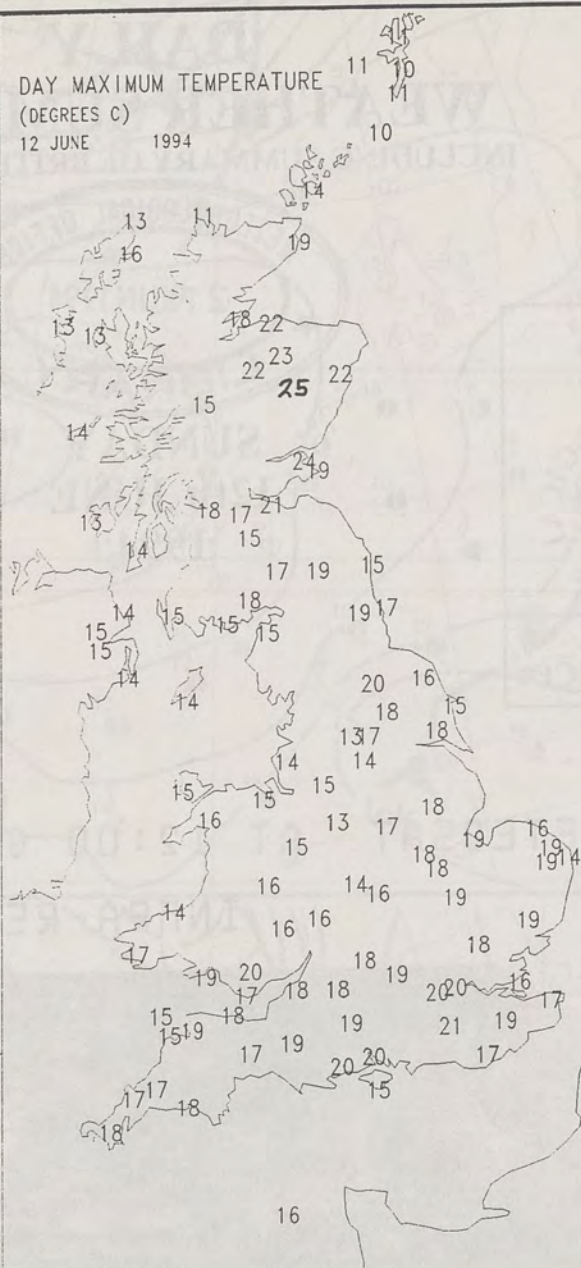 DAY MAXIMUM TEMPERATURE
(DEGREES C)
12 JUNE 1994
11
11 10
11
10
14
13 11
16 19
13 13 18 22
23
22 25 22
15
14
24
19
18 17 21
13
14 15
17 19 15
18
14 15 15 15 19 17
15
15
14 14
20 16
18 15
13 17 18
14 14
15 15 15
16 13 17 18 19 16
15 18 19 14
18 19
16 14 16 19
14 16 16 19
17 18 18
19 20 17 18 18 19 20 20 16 17
15 15 19 18 19 21 19
17 19 20 20 17
17 17 15
18 18
16